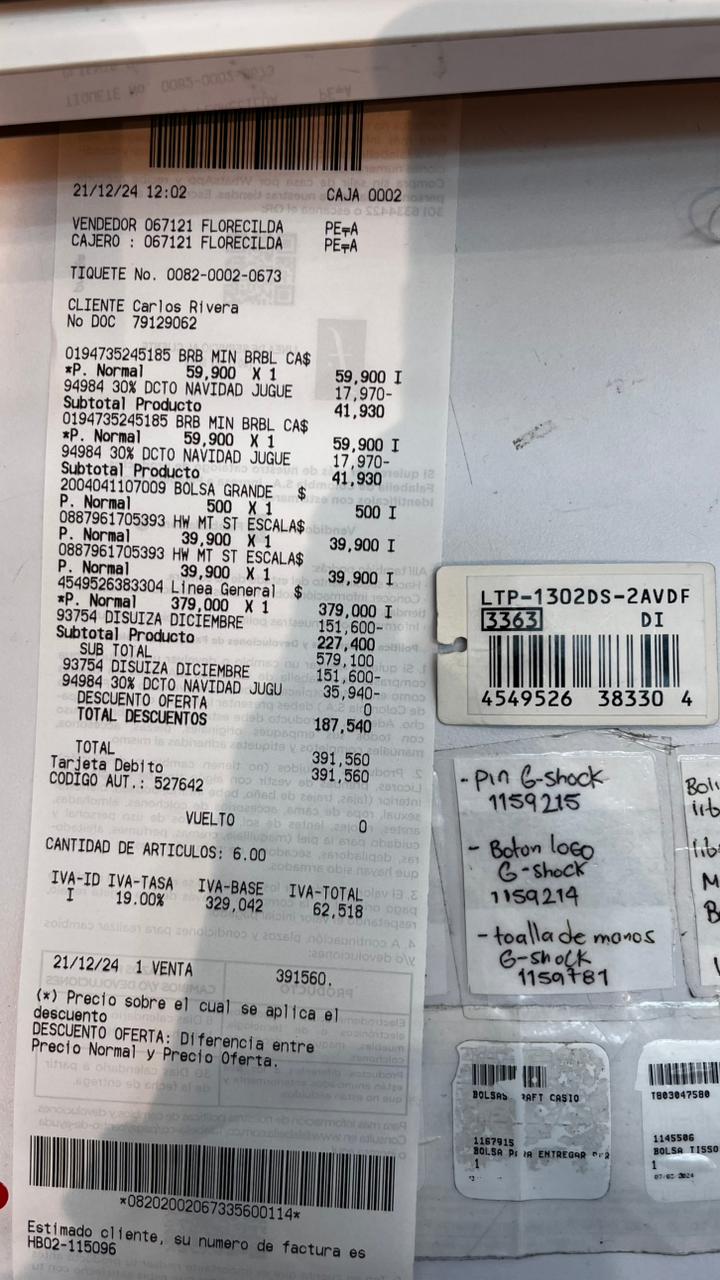 21/12/24 12:02 CAJA 0002
VENDEDOR 067121 FLORECILDA PE╤A
CAJERO : 067121 FLORECILDA PE╤A
TIQUETE No. 0082-0002-0673
CLIENTE Carlos Rivera
No DOC 79129062
0194735245185 BRB MIN BRBL CA$
*P. Normal 59,900 X 1 59,900 I
94984 30% DCTO NAVIDAD JUGUE 17,970-
Subtotal Producto 41,930
0194735245185 BRB MIN BRBL CA$
*P. Normal 59,900 X 1 59,900 I
94984 30% DCTO NAVIDAD JUGUE 17,970-
Subtotal Producto 41,930
2004041107009 BOLSA GRANDE $
P. Normal 500 X 1 500 I
0887961705393 HW MT ST ESCALA$
P. Normal 39,900 X 1 39,900 I
0887961705393 HW MT ST ESCALA$
P. Normal 39,900 X 1 39,900 I
4549526383304 Linea General $
*P. Normal 379,000 X 1 379,000 I
93754 DISUIZA DICIEMBRE 151,600-
Subtotal Producto 227,400
SUB TOTAL 579,100
93754 DISUIZA DICIEMBRE 151,600-
94984 30% DCTO NAVIDAD JUGU 35,940-
DESCUENTO OFERTA 0
TOTAL DESCUENTOS 187,540
TOTAL 391,560
Tarjeta Debito 391,560
CODIGO AUT.: 527642
VUELTO 0
CANTIDAD DE ARTICULOS: 6.00
IVA-ID IVA-TASA IVA-BASE IVA-TOTAL
I 19.00% 329,042 62,518
21/12/24 1 VENTA 391560.
(*) Precio sobre el cual se aplica el
descuento
DESCUENTO OFERTA: Diferencia entre
Precio Normal y Precio Oferta.
*08202002067335600114*
Estimado cliente, su numero de factura es
HB02-115096
LTP-1302DS-2AVDF
3363 DI
4549526 38330 4
- Pin G-shock
1159215
- Boton logo
G-shock
1159214
- toalla de manos
G-shock
1159781
BOLSAS RAFT CASIO
1167915
BOLSA PARA ENTREGAR
1
TB03047580
1145506
BOLSA TISSO
1